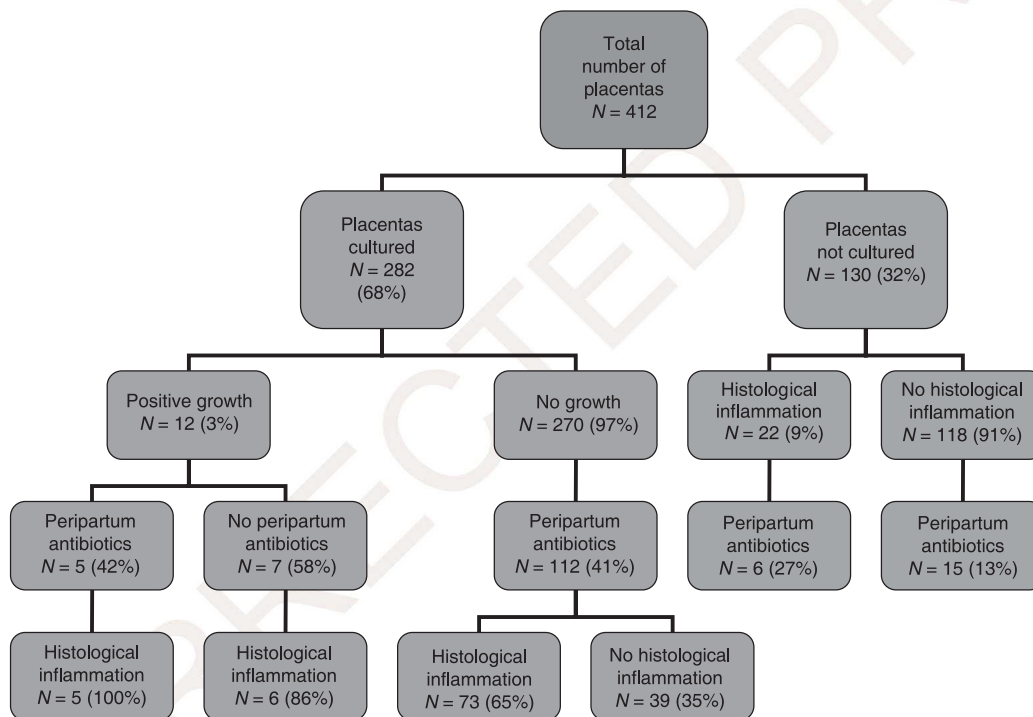 Total
number of
placentas
N = 412
Placentas
cultured
N = 282
(68%)
Placentas
not cultured
N = 130 (32%)
Positive growth
N = 12 (3%)
No growth
N = 270 (97%)
Histological
inflammation
N = 22 (9%)
No histological
inflammation
N = 118 (91%)
Peripartum
antibiotics
N = 5 (42%)
No peripartum
antibiotics
N = 7 (58%)
Peripartum
antibiotics
N = 112 (41%)
Peripartum
antibiotics
N = 6 (27%)
Peripartum
antibiotics
N = 15 (13%)
Histological
inflammation
N = 5 (100%)
Histological
inflammation
N = 6 (86%)
Histological
inflammation
N = 73 (65%)
No histological
inflammation
N = 39 (35%)
RECTED PR